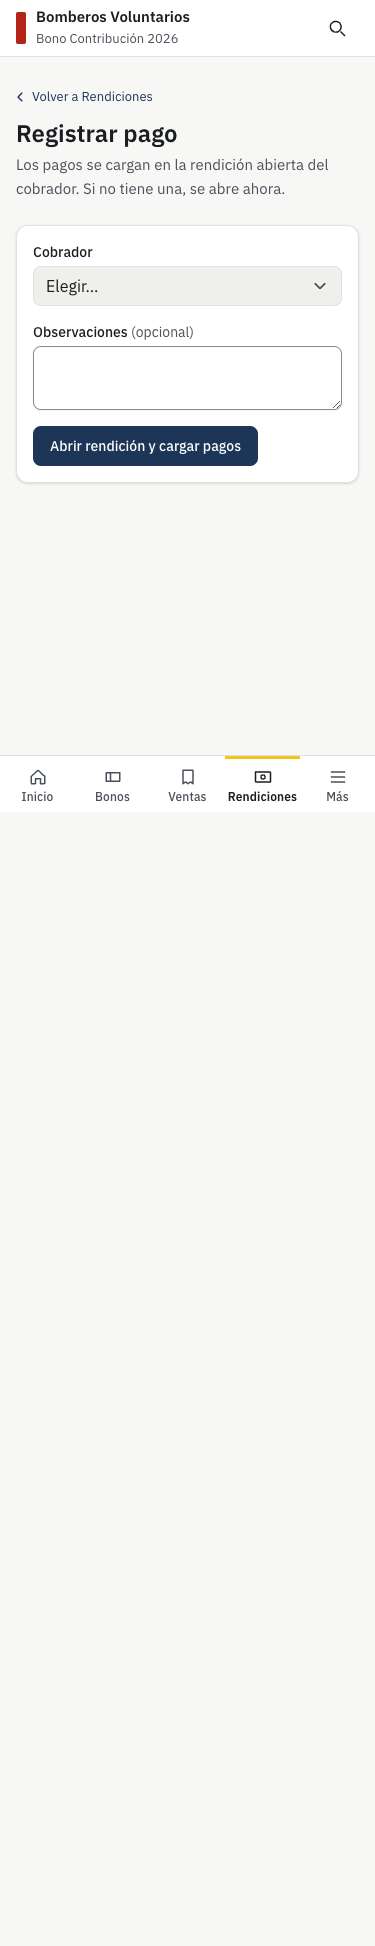 Bomberos Voluntarios
Bono Contribución 2026
Volver a Rendiciones
Registrar pago
Los pagos se cargan en la rendición abierta del
cobrador. Si no tiene una, se abre ahora.
Cobrador
Elegir...
Observaciones (opcional)
Abrir rendición y cargar pagos
Inicio
Bonos
Ventas
Rendiciones
Más